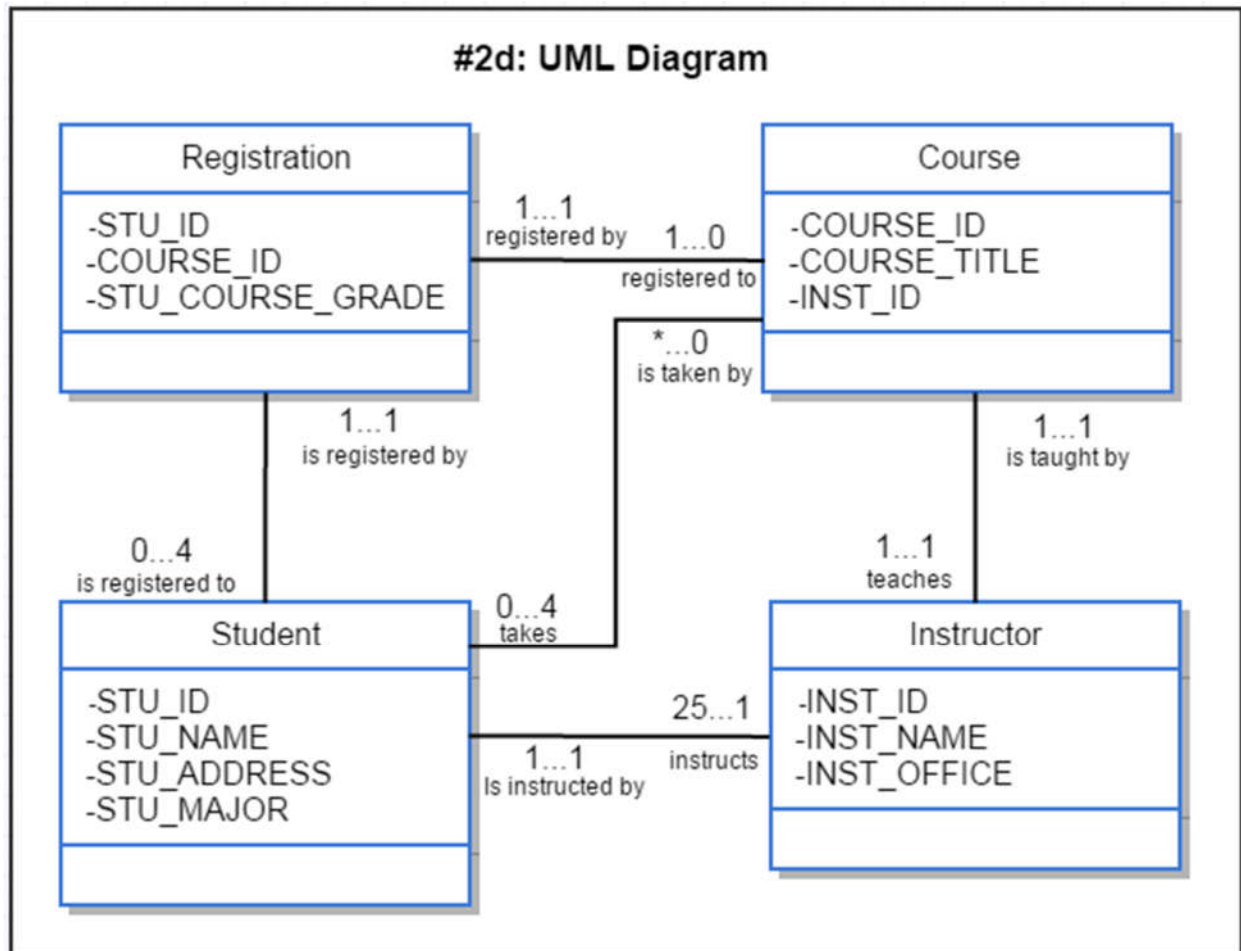 #2d: UML Diagram
Registration
-STU_ID
-COURSE_ID
-STU_COURSE_GRADE
1...1
registered by
1...0
registered to
Course
-COURSE_ID
-COURSE_TITLE
-INST_ID
*...0
is taken by
1...1
is registered by
1...1
is taught by
0...4
is registered to
1...1
teaches
Student
-STU_ID
-STU_NAME
-STU_ADDRESS
-STU_MAJOR
0...4
takes
25...1
instructs
1...1
Is instructed by
Instructor
-INST_ID
-INST_NAME
-INST_OFFICE